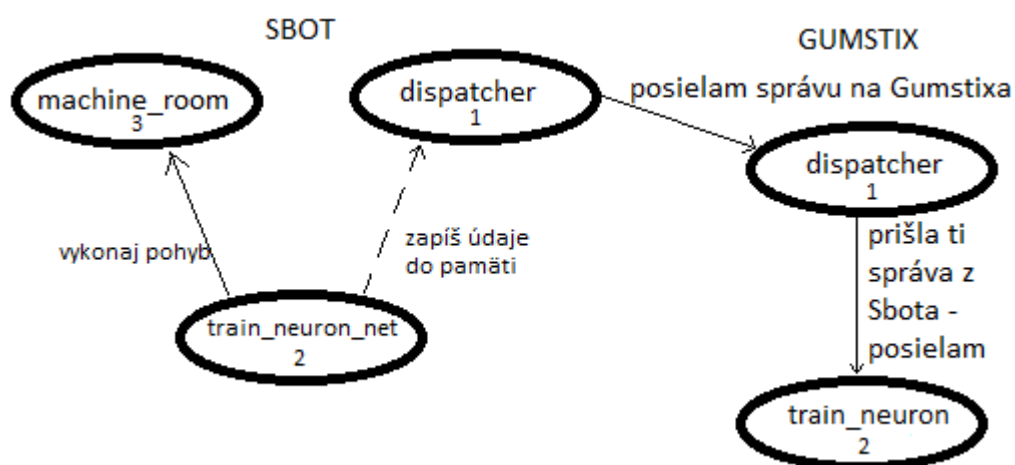 SBOT
GUMSTIX
machine_room
3
dispatcher
1
posielam správu na Gumstixa
dispatcher
1
vykonaj pohyb
zapíš údaje
do pamäti
prišla ti
správa z
Sbota -
posielam
train_neuron_net
2
train_neuron
2